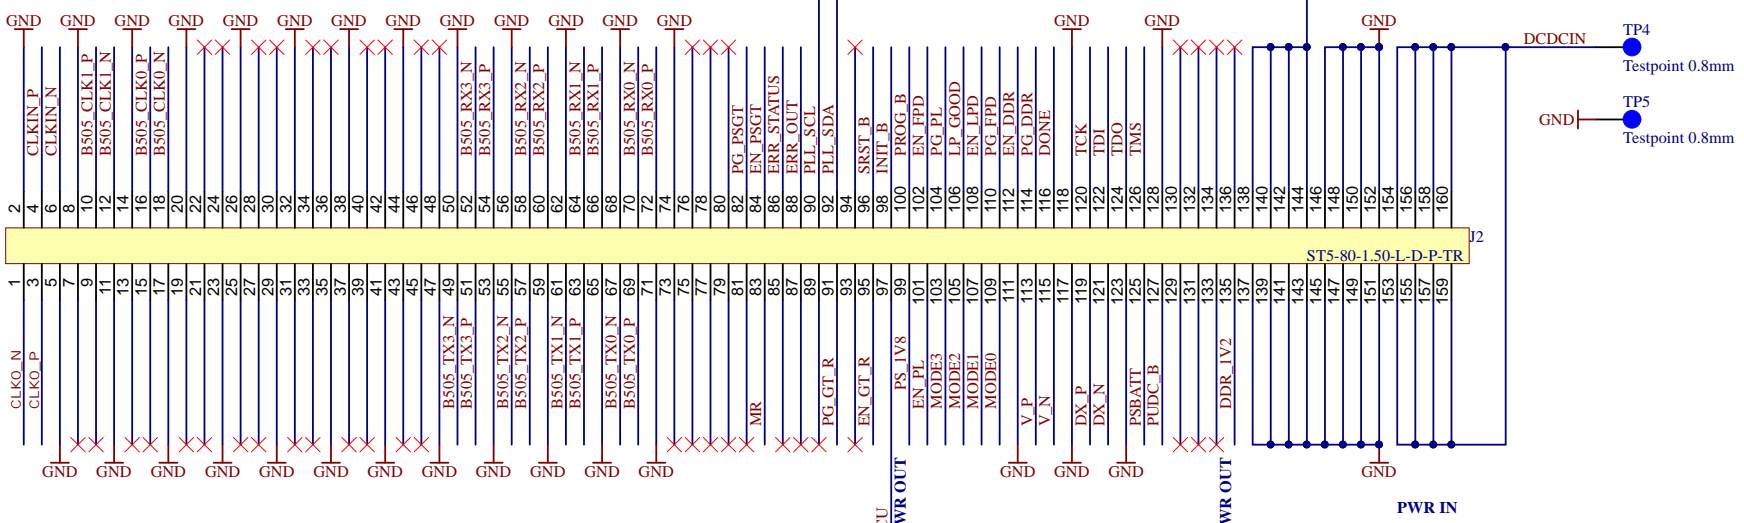 GND GND GND GND GND GND GND GND GND GND GND GND GND GND GND GND
CLKIN_P
CLKIN_N
B505_CLK1_P
B505_CLK1_N
B505_CLK0_P
B505_CLK0_N
B505_RX3_N
B505_RX3_P
B505_RX2_N
B505_RX2_P
B505_RX1_N
B505_RX1_P
B505_RX0_N
B505_RX0_P
PG_PSGT
EN_PSGT
ERR_STATUS
ERR_OUT
PLL_SCL
PLL_SDA
SRST_B
INIT_B
PROG_B
EN_FPD
PG_PL
LP_GOOD
EN_LPD
PG_FPD
EN_DDR
PG_DDR
DONE
TCK
TDI
TDO
TMS
DCDCIN
TP4
Testpoint 0.8mm
TP5
GND
Testpoint 0.8mm
2 4 6 8 10 12 14 16 18 20 22 24 26 28 30 32 34 36 38 40 42 44 46 48 50 52 54 56 58 60 62 64 66 68 70 72 74 76 78 80 82 84 86 88 90 92 94 96 98 100 102 104 106 108 110 112 114 116 118 120 122 124 126 128 130 132 134 136 138 140 142 144 146 148 150 152 154 156 158 160
J2
ST5-80-1.50-L-D-P-TR
1 3 5 7 9 11 13 15 17 19 21 23 25 27 29 31 33 35 37 39 41 43 45 47 49 51 53 55 57 59 61 63 65 67 69 71 73 75 77 79 81 83 85 87 89 91 93 95 97 99 101 103 105 107 109 111 113 115 117 119 121 123 125 127 129 131 133 135 137 139 141 143 145 147 149 151 153 155 157 159
CLKO_N
CLKO_P
B505_TX3_N
B505_TX3_P
B505_TX2_N
B505_TX2_P
B505_TX1_N
B505_TX1_P
B505_TX0_N
B505_TX0_P
MR
PG_GT_R
EN_GT_R
PS_1V8
EN_PL
MODE3
MODE2
MODE1
MODE0
V_P
V_N
DX_P
DX_N
PSBATT
PUDC_B
DDR_1V2
GND GND GND GND GND GND GND GND GND GND GND GND GND GND GND GND
WR OUT
WR OUT
PWR IN